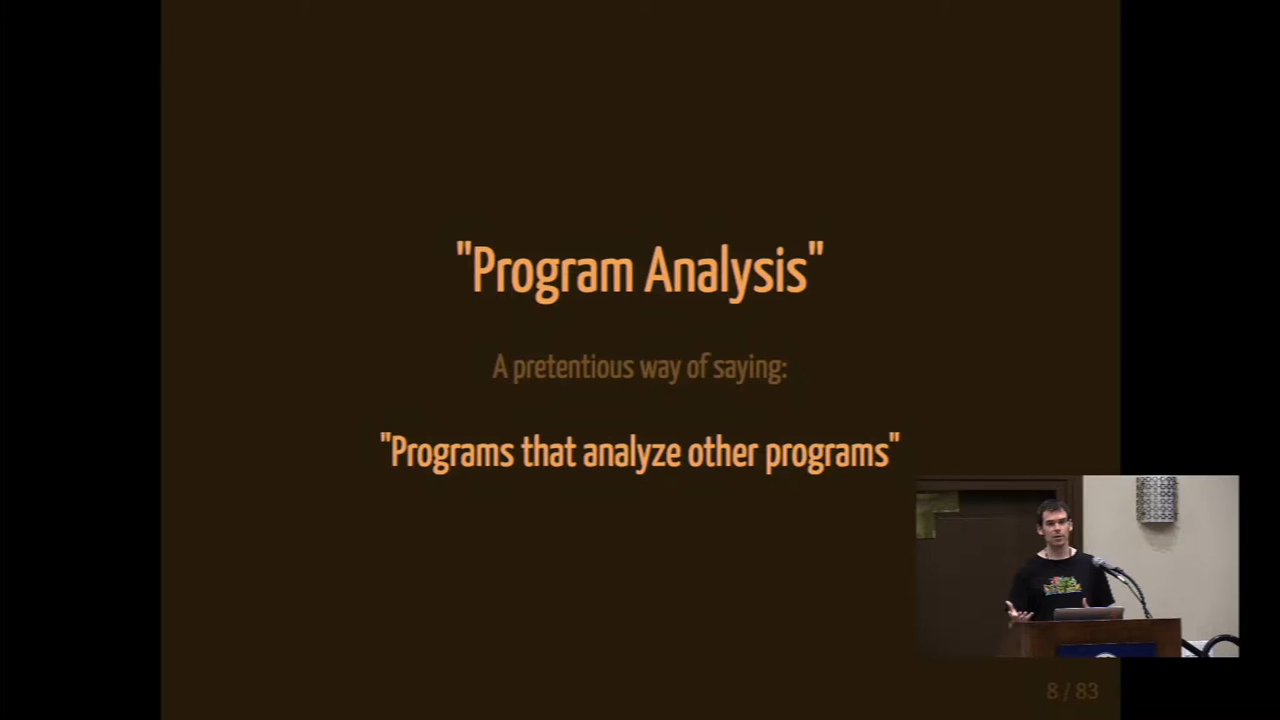 "Program Analysis"
A pretentious way of saying:
"Programs that analyze other programs"
8 / 83